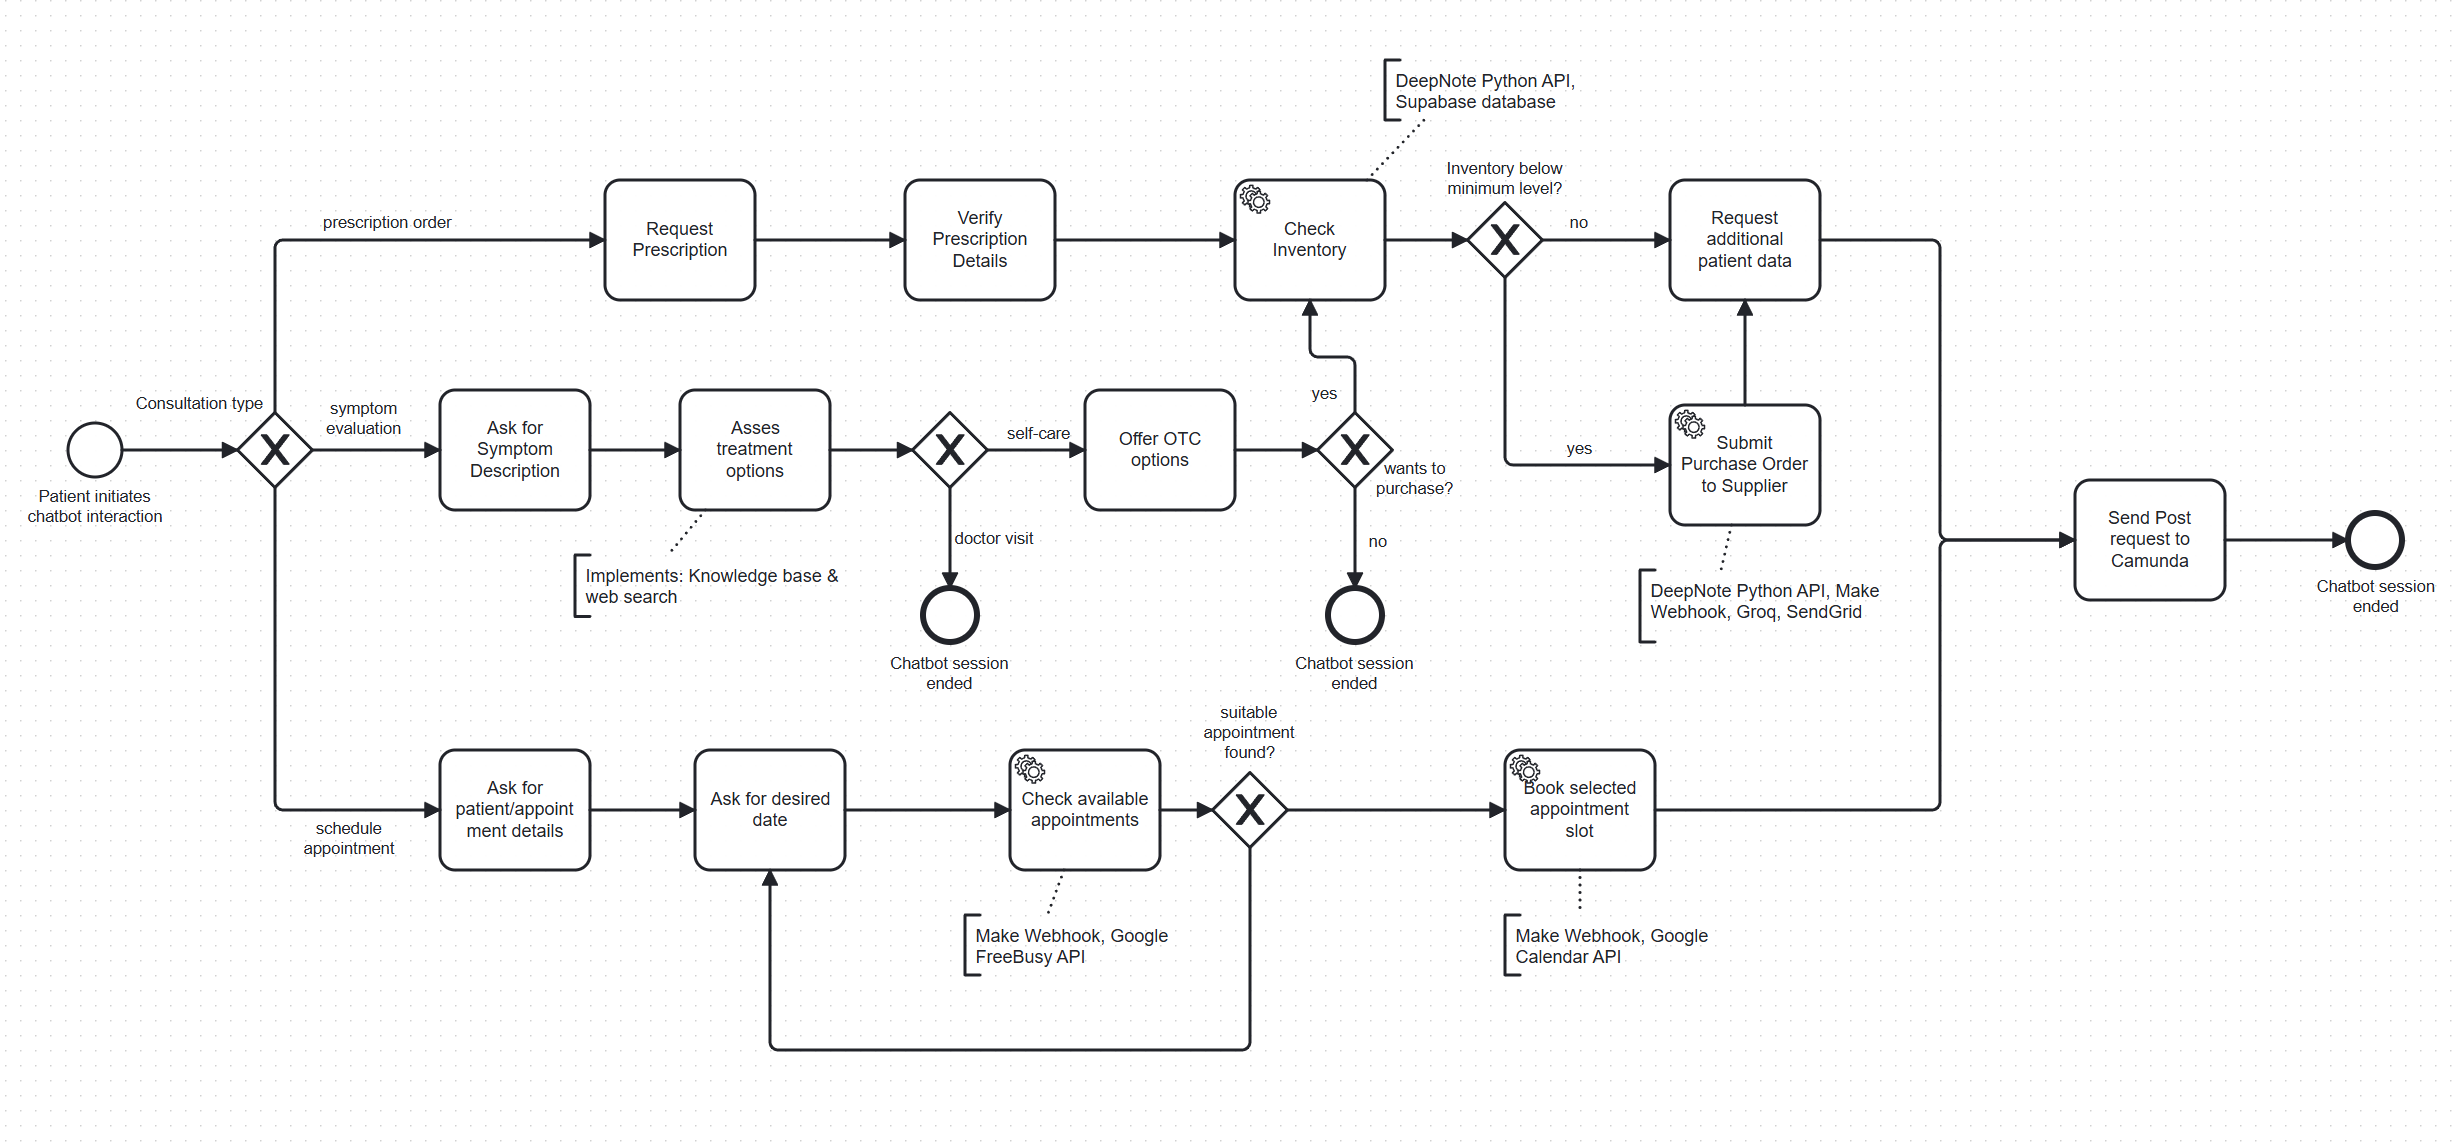 DeepNote Python API,
Supabase database
Inventory below
minimum level?
prescription order
Request
Prescription
Verify
Prescription
Details
Check
Inventory
no
Request
additional
patient data
Consultation type
symptom
evaluation
Patient initiates
chatbot interaction
Ask for
Symptom
Description
Asses
treatment
options
self-care
Offer OTC
options
yes
wants to
purchase?
yes
Submit
Purchase Order
to Supplier
doctor visit
no
Implements: Knowledge base &
web search
DeepNote Python API, Make
Webhook, Groq, SendGrid
Send Post
request to
Camunda
Chatbot session
ended
Chatbot session
ended
Chatbot session
ended
suitable
appointment
found?
schedule
appointment
Ask for
patient/appoint
ment details
Ask for desired
date
Check available
appointments
Book selected
appointment
slot
Make Webhook, Google
FreeBusy API
Make Webhook, Google
Calendar API